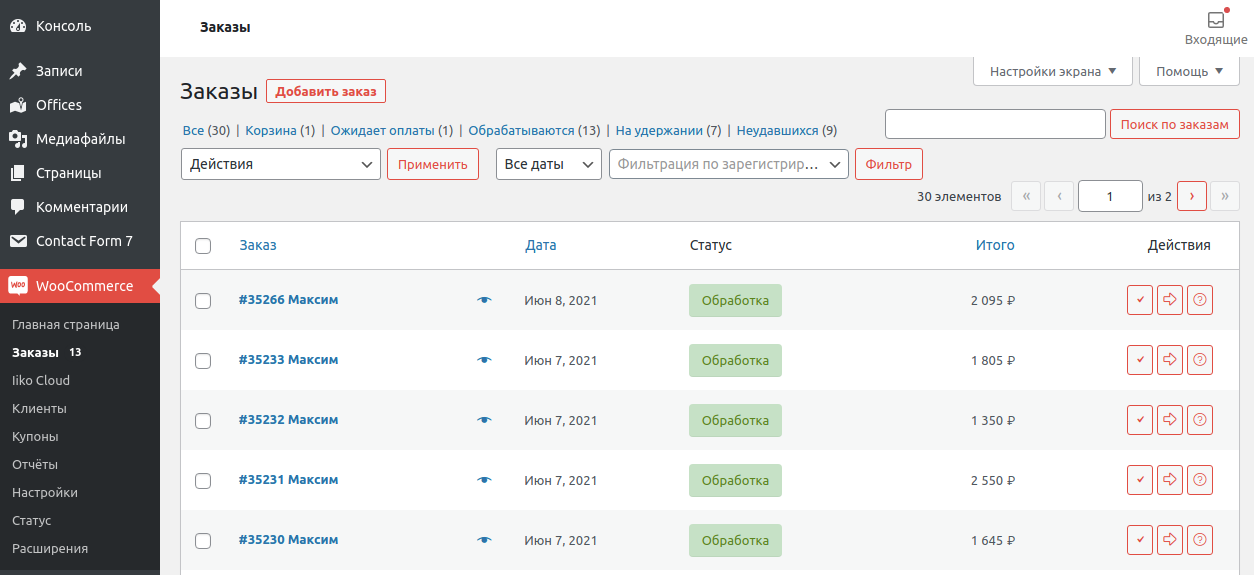 Консоль
Записи
Offices
Медиафайлы
Страницы
Комментарии
Contact Form 7
WooCommerce
Главная страница
Заказы 13
Iiko Cloud
Клиенты
Купоны
Отчёты
Настройки
Статус
Расширения
Заказы
Входящие
Настройки экрана
Помощь
Заказы Добавить заказ
Все (30) | Корзина (1) | Ожидает оплаты (1) | Обрабатываются (13) | На удержании (7) | Неудавшихся (9)
Поиск по заказам
Действия Применить Все даты Фильтрация по зарегистрир... Фильтр
30 элементов « ‹ 1 из 2 › »
Заказ Дата Статус Итого Действия
#35266 Максим Июн 8, 2021 Обработка 2 095 ₽
#35233 Максим Июн 7, 2021 Обработка 1 805 ₽
#35232 Максим Июн 7, 2021 Обработка 1 350 ₽
#35231 Максим Июн 7, 2021 Обработка 2 550 ₽
#35230 Максим Июн 7, 2021 Обработка 1 645 ₽